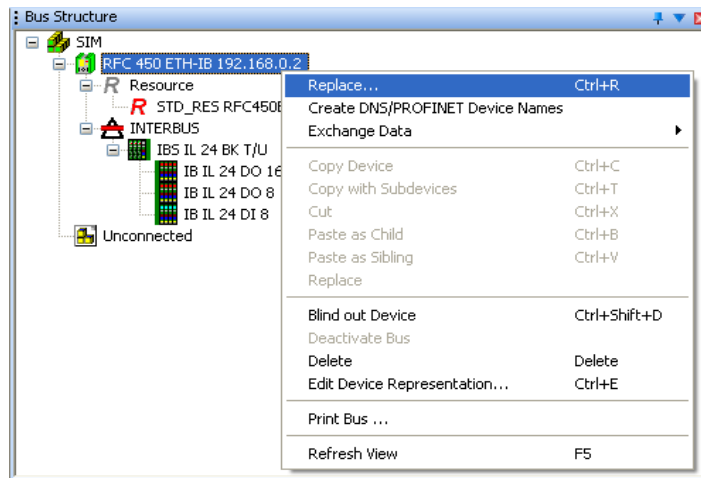 Bus Structure
SIM
RFC 450 ETH-IB 192.168.0.2
Resource
STD_RES RFC450
INTERBUS
IBS IL 24 BK T/U
IB IL 24 DO 16
IB IL 24 DO 8
IB IL 24 DI 8
Unconnected
Replace... Ctrl+R
Create DNS/PROFINET Device Names
Exchange Data
Copy Device Ctrl+C
Copy with Subdevices Ctrl+T
Cut Ctrl+X
Paste as Child Ctrl+B
Paste as Sibling Ctrl+V
Replace
Blind out Device Ctrl+Shift+D
Deactivate Bus
Delete Delete
Edit Device Representation... Ctrl+E
Print Bus ...
Refresh View F5